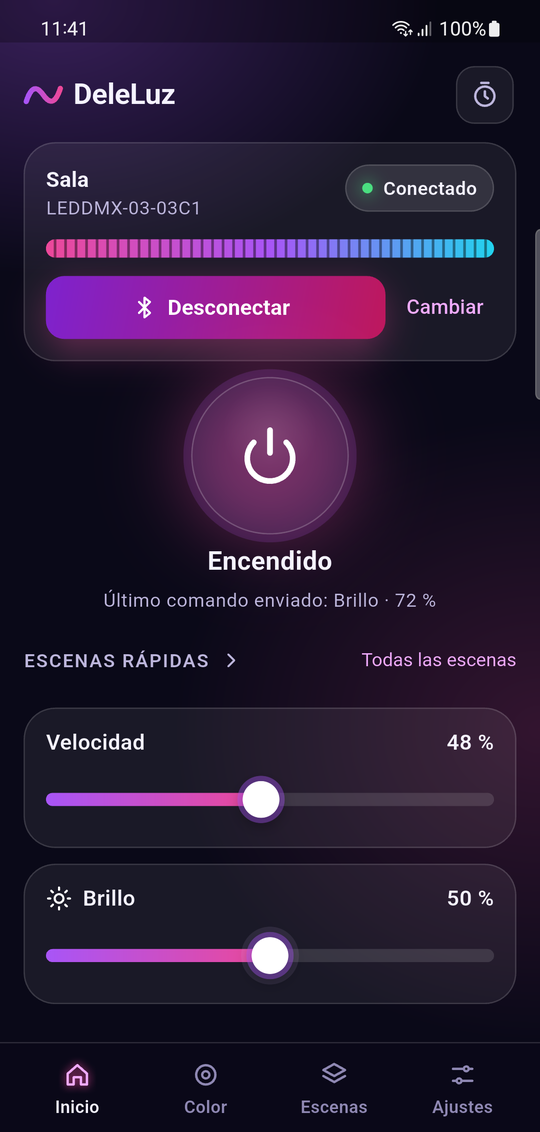 11:41
100%
DeleLuz
Sala
Conectado
LEDDMX-03-03C1
Desconectar
Cambiar
Encendido
Último comando enviado: Brillo · 72 %
ESCENAS RÁPIDAS
Todas las escenas
Velocidad
48 %
Brillo
50 %
Inicio
Color
Escenas
Ajustes